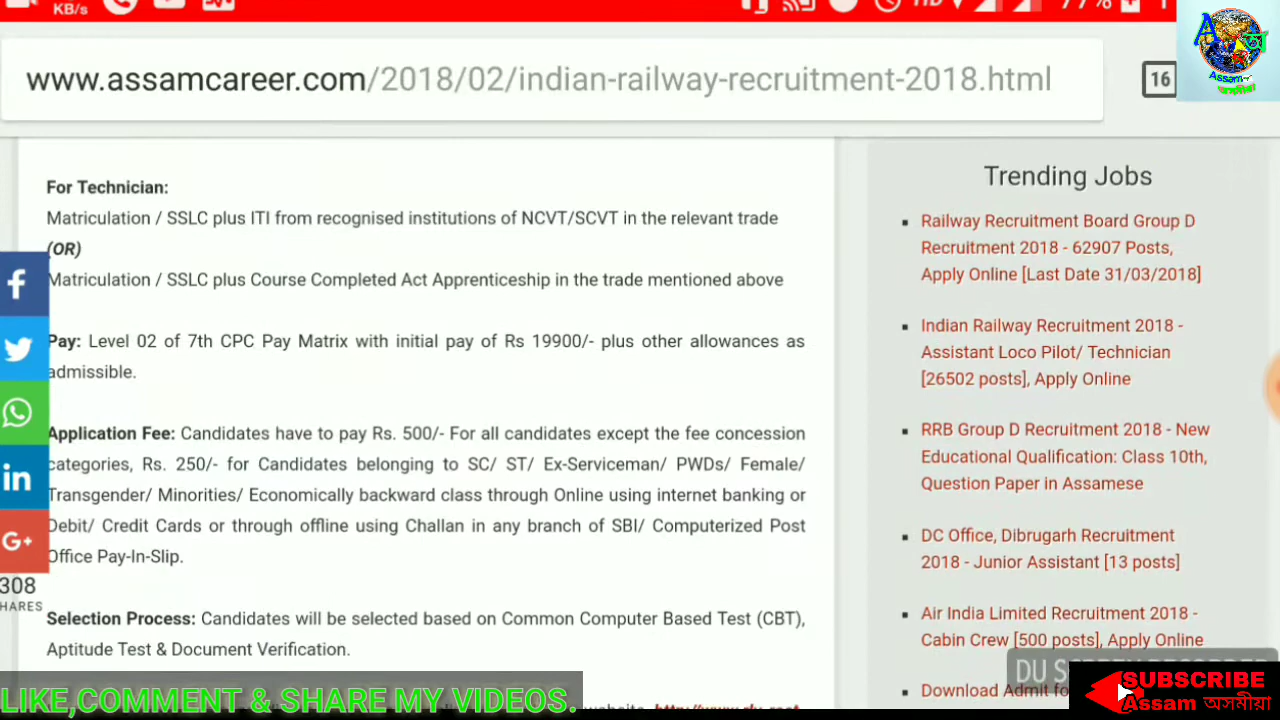 KB/s
HD
77%
www.assamcareer.com/2018/02/indian-railway-recruitment-2018.html
16
Assam
For Technician:
Matriculation / SSLC plus ITI from recognised institutions of NCVT/SCVT in the relevant trade
(OR)
Matriculation / SSLC plus Course Completed Act Apprenticeship in the trade mentioned above
Pay: Level 02 of 7th CPC Pay Matrix with initial pay of Rs 19900/- plus other allowances as
admissible.
Application Fee: Candidates have to pay Rs. 500/- For all candidates except the fee concession
categories, Rs. 250/- for Candidates belonging to SC/ ST/ Ex-Serviceman/ PWDs/ Female/
Transgender/ Minorities/ Economically backward class through Online using internet banking or
Debit/ Credit Cards or through offline using Challan in any branch of SBI/ Computerized Post
Office Pay-In-Slip.
Selection Process: Candidates will be selected based on Common Computer Based Test (CBT),
Aptitude Test & Document Verification.
308
HARES
Trending Jobs
Railway Recruitment Board Group D
Recruitment 2018 - 62907 Posts,
Apply Online [Last Date 31/03/2018]
Indian Railway Recruitment 2018 -
Assistant Loco Pilot/ Technician
[26502 posts], Apply Online
RRB Group D Recruitment 2018 - New
Educational Qualification: Class 10th,
Question Paper in Assamese
DC Office, Dibrugarh Recruitment
2018 - Junior Assistant [13 posts]
Air India Limited Recruitment 2018 -
Cabin Crew [500 posts], Apply Online
Download Admit fo
DU SCREEN RECORDER
LIKE,COMMENT & SHARE MY VIDEOS.
SUBSCRIBE
Assam অসমীয়া